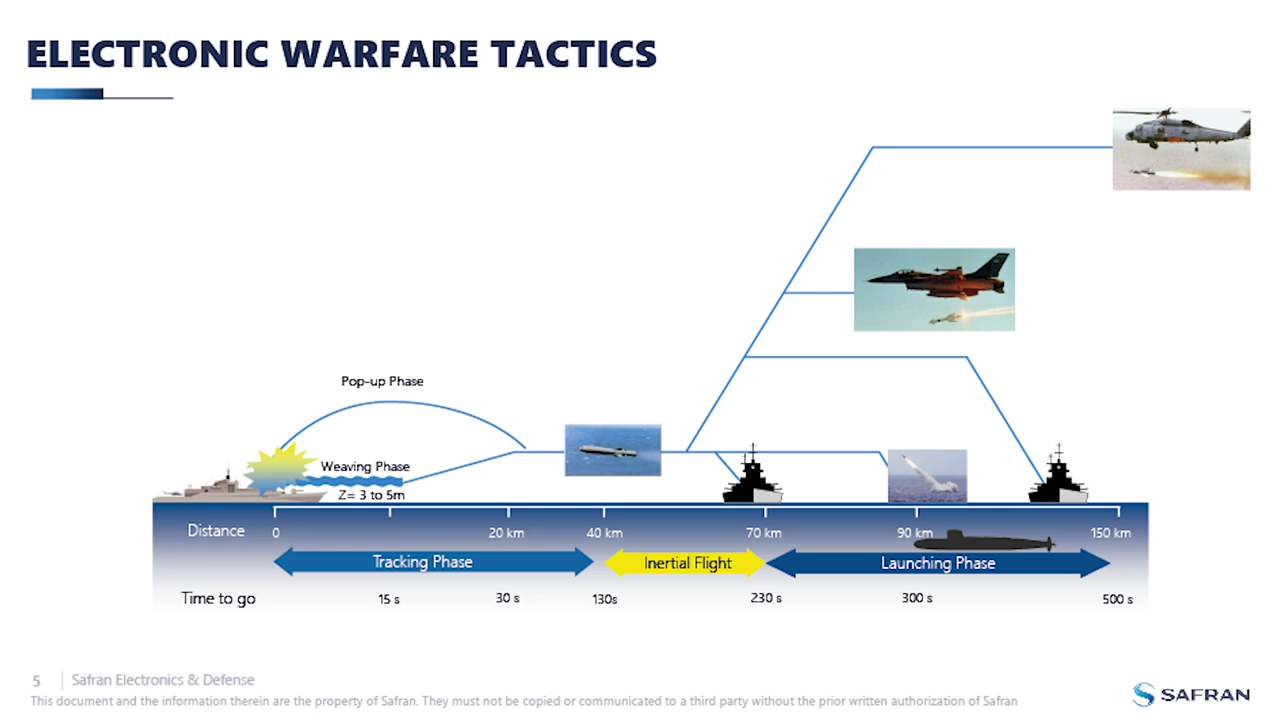 ELECTRONIC WARFARE TACTICS
Pop-up Phase
Weaving Phase
Z= 3 to 5m
Distance 0 20 km 40 km 70 km 90 km 150 km
Tracking Phase Inertial Flight Launching Phase
Time to go 15 s 30 s 130s 230 s 300 s 500 s
5 Safran Electronics & Defense
This document and the information therein are the property of Safran. They must not be copied or communicated to a third party without the prior written authorization of Safran
SAFRAN